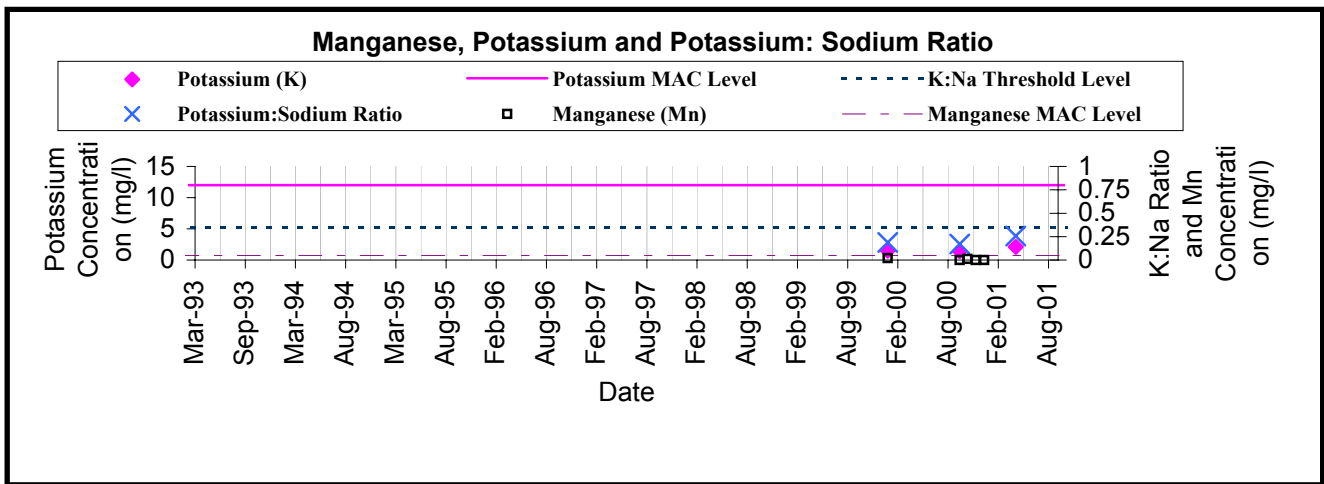 Manganese, Potassium and Potassium: Sodium Ratio
Potassium (K)
Potassium MAC Level
K:Na Threshold Level
Potassium:Sodium Ratio
Manganese (Mn)
Manganese MAC Level
Potassium
Concentrati
on (mg/l)
15
10
5
0
1
0.75
0.5
0.25
0
K:Na Ratio
and Mn
Concentrati
on (mg/l)
Mar-93
Sep-93
Mar-94
Aug-94
Mar-95
Aug-95
Feb-96
Aug-96
Feb-97
Aug-97
Feb-98
Aug-98
Feb-99
Aug-99
Feb-00
Aug-00
Feb-01
Aug-01
Date